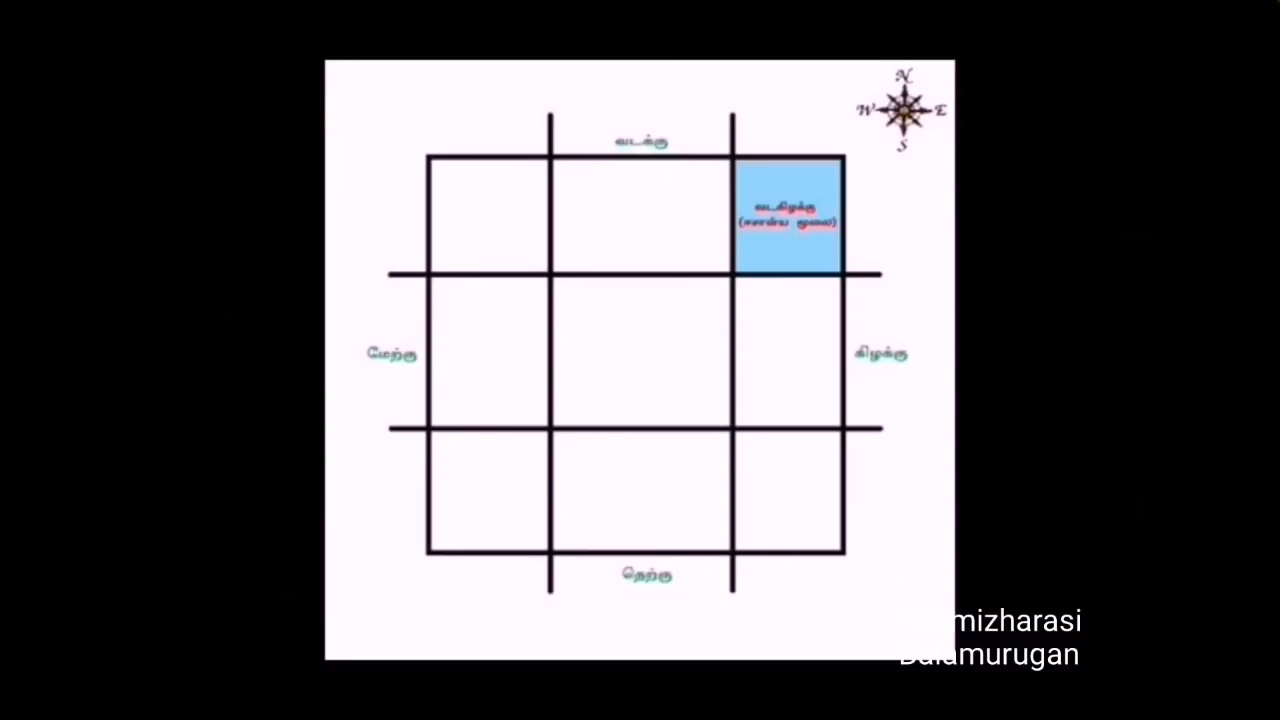 N
W E
S
வடக்கு
வடகிழக்கு
(ஈசான்ய மூலை)
மேற்கு
கிழக்கு
தெற்கு
mizharasi
Balamurugan